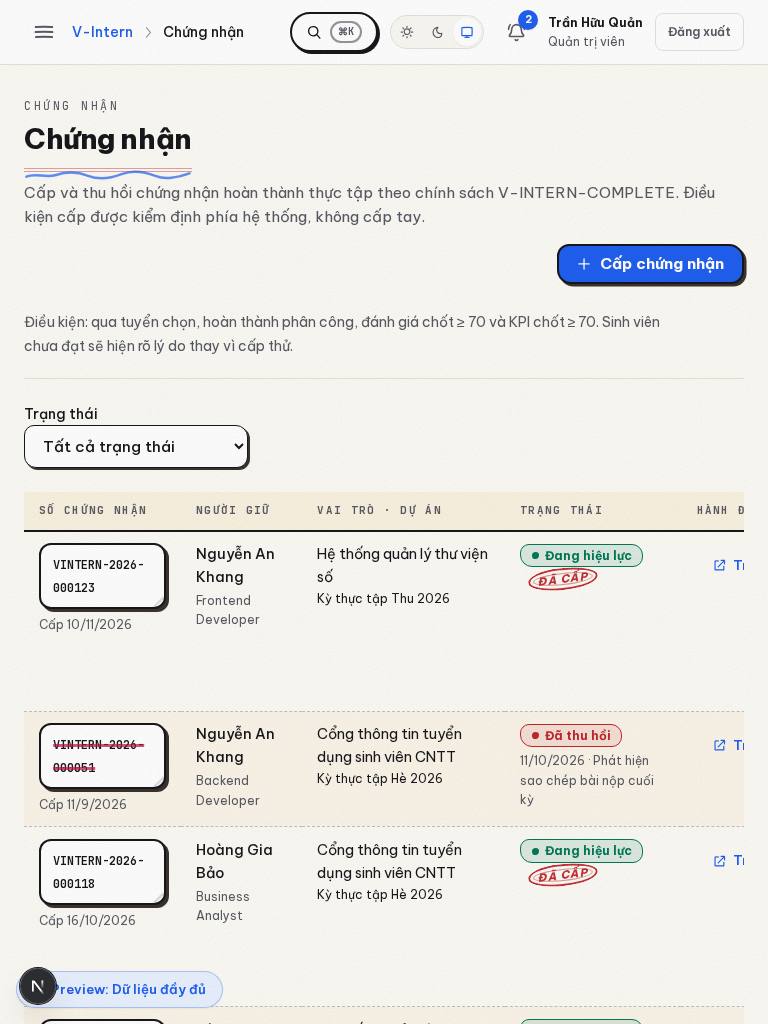 V-Intern > Chứng nhận
⌘K
2
Trần Hữu Quản
Quản trị viên
Đăng xuất
CHỨNG NHẬN
Chứng nhận
Cấp và thu hồi chứng nhận hoàn thành thực tập theo chính sách V-INTERN-COMPLETE. Điều
kiện cấp được kiểm định phía hệ thống, không cấp tay.
+ Cấp chứng nhận
Điều kiện: qua tuyển chọn, hoàn thành phân công, đánh giá chốt ≥ 70 và KPI chốt ≥ 70. Sinh viên
chưa đạt sẽ hiện rõ lý do thay vì cấp thử.
Trạng thái
Tất cả trạng thái
SỐ CHỨNG NHẬN NGƯỜI GIỮ VAI TRÒ · DỰ ÁN TRẠNG THÁI HÀNH
VINTERN-2026-
000123
Cấp 10/11/2026
Nguyễn An
Khang
Frontend
Developer
Hệ thống quản lý thư viện
số
Kỳ thực tập Thu 2026
Đang hiệu lực
ĐÃ CẤP
VINTERN-2026-
000051
Cấp 11/9/2026
Nguyễn An
Khang
Backend
Developer
Cổng thông tin tuyển
dụng sinh viên CNTT
Kỳ thực tập Hè 2026
Đã thu hồi
11/10/2026 · Phát hiện
sao chép bài nộp cuối
kỳ
VINTERN-2026-
000118
Cấp 16/10/2026
Hoàng Gia
Bảo
Business
Analyst
Cổng thông tin tuyển
dụng sinh viên CNTT
Kỳ thực tập Hè 2026
Đang hiệu lực
ĐÃ CẤP
N
Preview: Dữ liệu đầy đủ